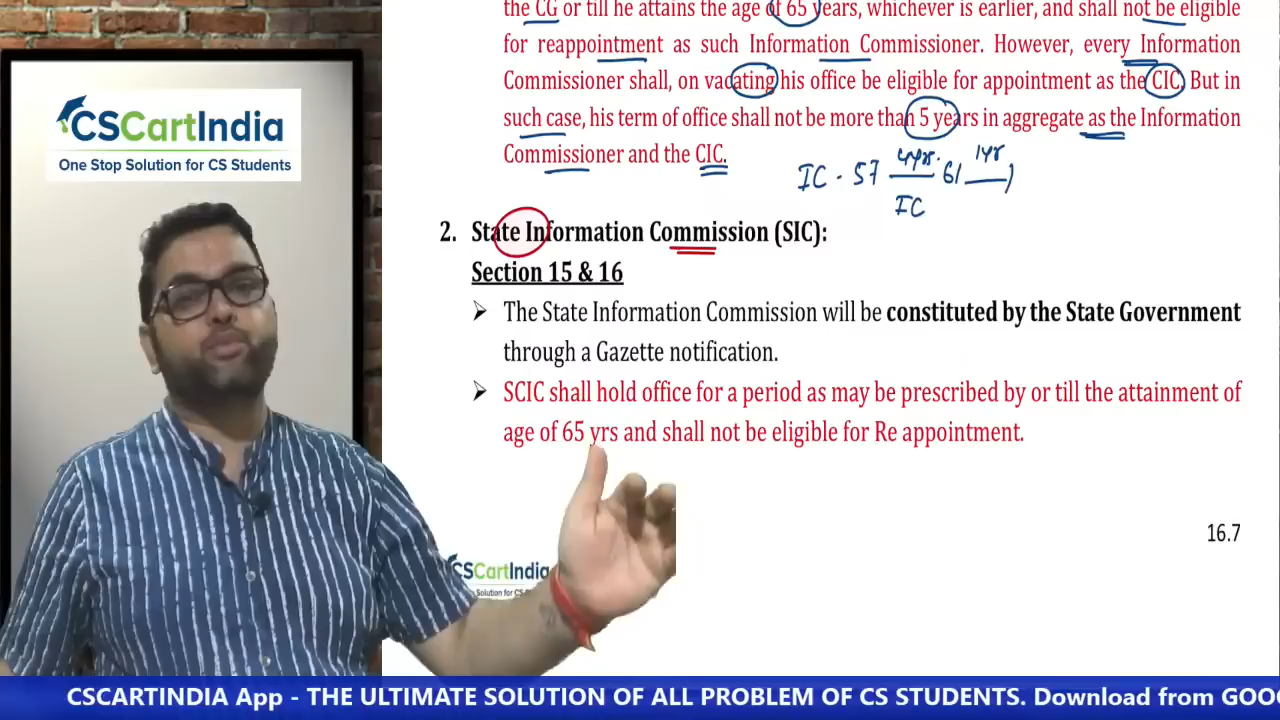 the CG or till he attains the age of 65 years, whichever is earlier, and shall not be eligible
for reappointment as such Information Commissioner. However, every Information
Commissioner shall, on vacating his office be eligible for appointment as the CIC. But in
such case, his term of office shall not be more than 5 years in aggregate as the Information
Commissioner and the CIC.
IC - 57 4yr. 61 1yr
IC
2. State Information Commission (SIC):
Section 15 & 16
➢ The State Information Commission will be constituted by the State Government
through a Gazette notification.
➢ SCIC shall hold office for a period as may be prescribed by or till the attainment of
age of 65 yrs and shall not be eligible for Re appointment.
16.7
CSCartIndia
One Stop Solution for CS Students
CSCartIndia
Solution for CS
CSCARTINDIA App - THE ULTIMATE SOLUTION OF ALL PROBLEM OF CS STUDENTS. Download from GOO